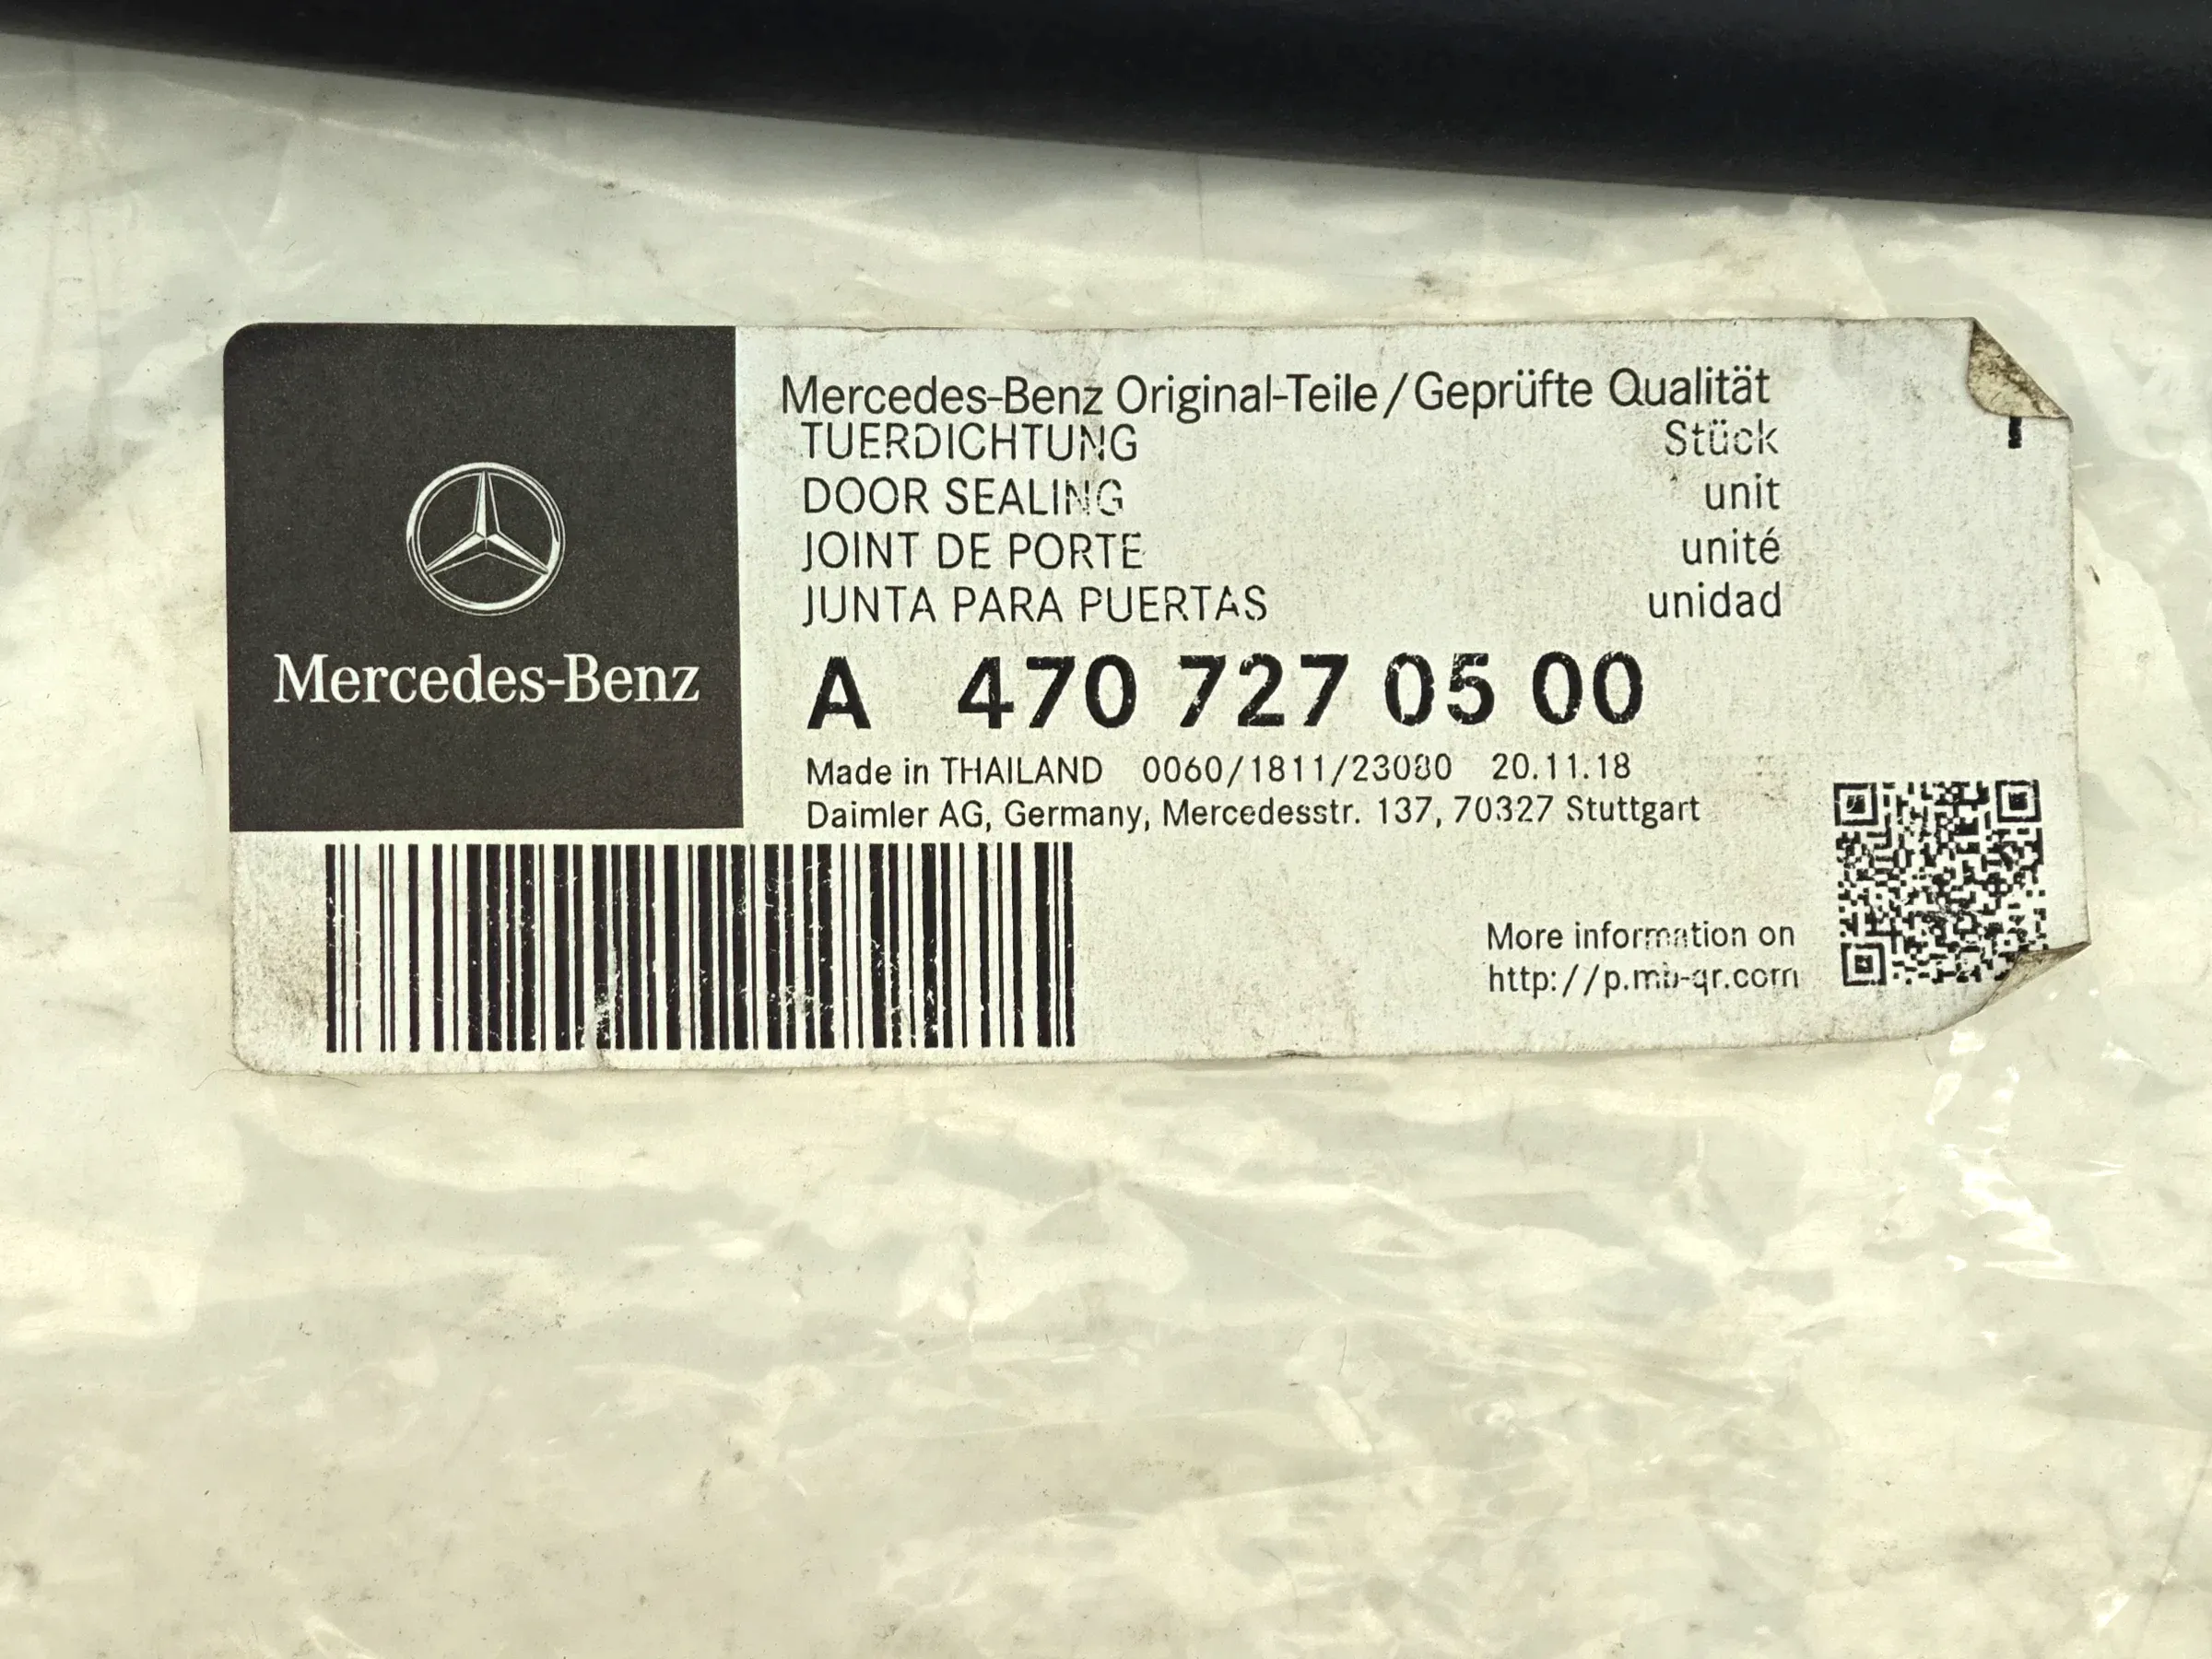 Mercedes-Benz
Mercedes-Benz Original-Teile/Geprüfte Qualität
TUERDICHTUNG Stück
DOOR SEALING unit
JOINT DE PORTE unité
JUNTA PARA PUERTAS unidad
A 470 727 05 00
Made in THAILAND 0060/1811/23080 20.11.18
Daimler AG, Germany, Mercedesstr. 137, 70327 Stuttgart
More information on
http://p.mb-qr.com